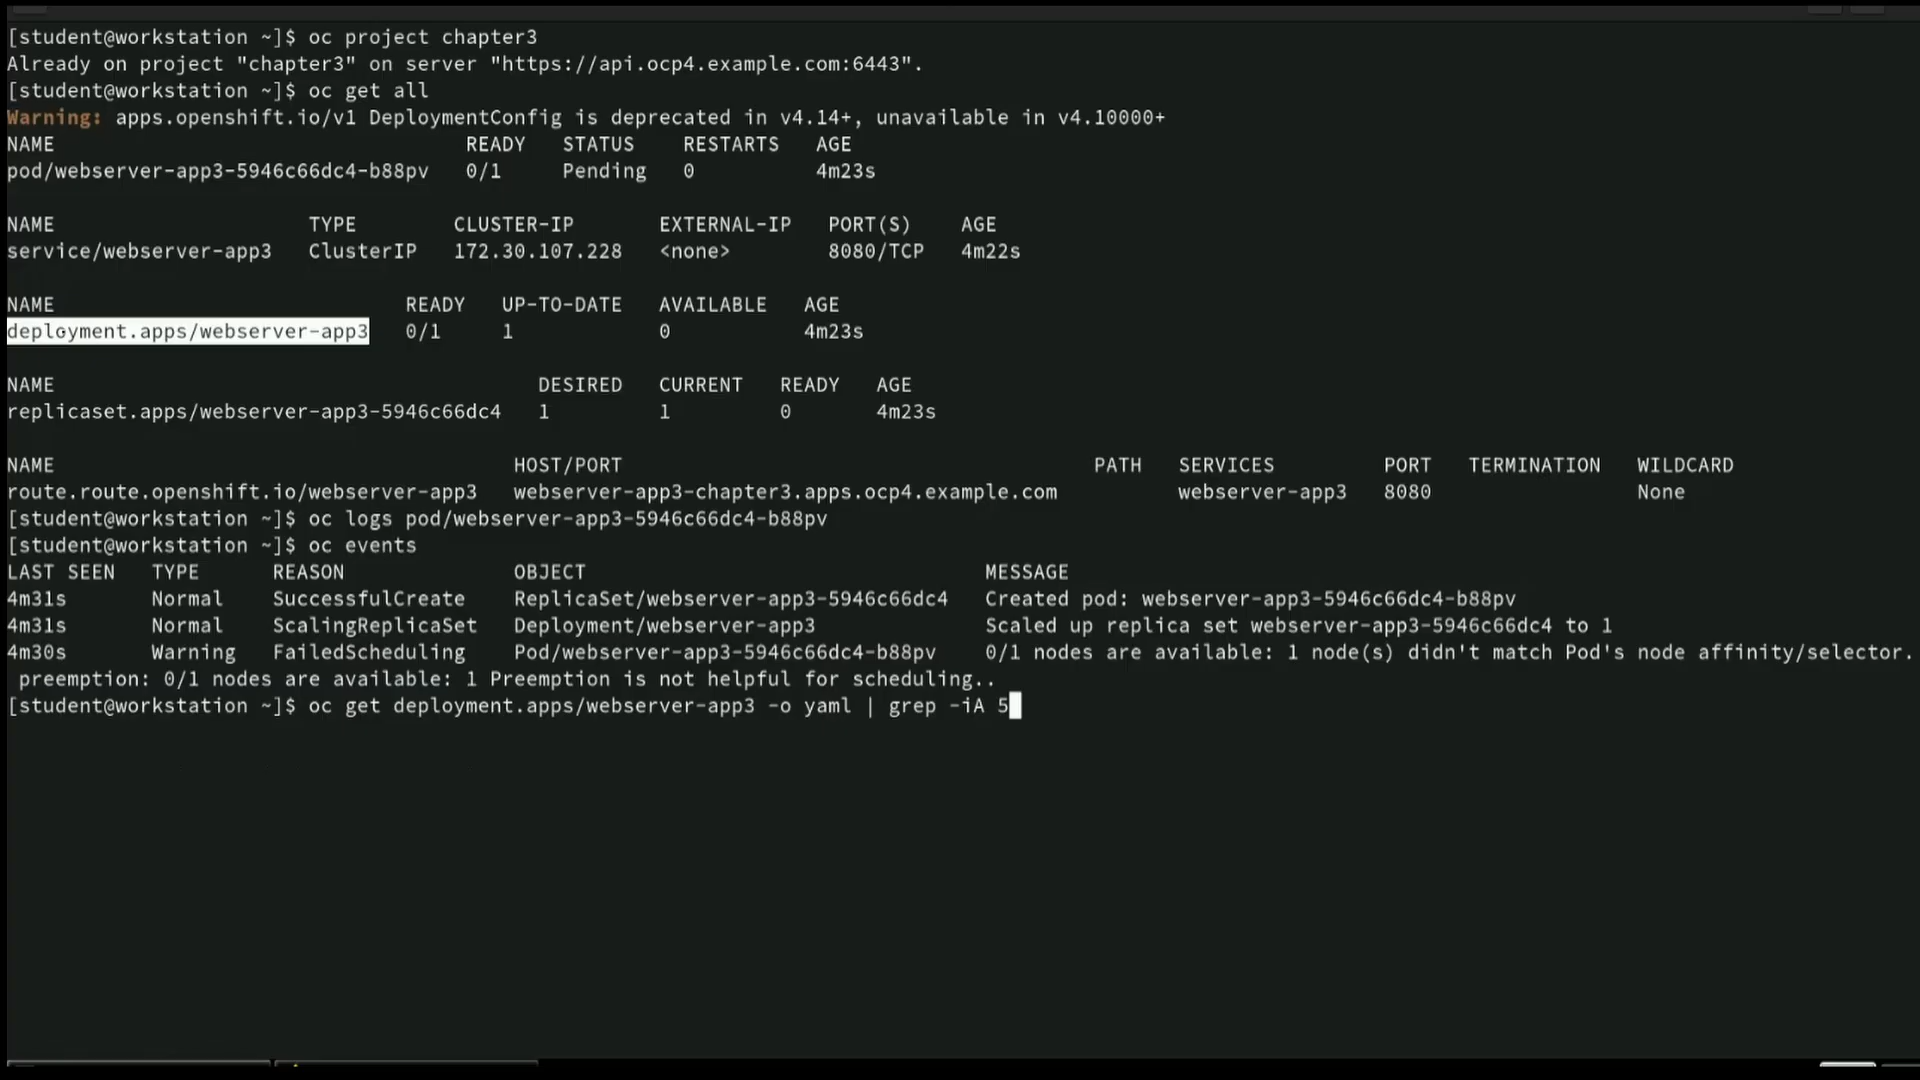 [student@workstation ~]$ oc project chapter3
Already on project "chapter3" on server "https://api.ocp4.example.com:6443".
[student@workstation ~]$ oc get all
Warning: apps.openshift.io/v1 DeploymentConfig is deprecated in v4.14+, unavailable in v4.10000+
NAME READY STATUS RESTARTS AGE
pod/webserver-app3-5946c66dc4-b88pv 0/1 Pending 0 4m23s
NAME TYPE CLUSTER-IP EXTERNAL-IP PORT(S) AGE
service/webserver-app3 ClusterIP 172.30.107.228 <none> 8080/TCP 4m22s
NAME READY UP-TO-DATE AVAILABLE AGE
deployment.apps/webserver-app3 0/1 1 0 4m23s
NAME DESIRED CURRENT READY AGE
replicaset.apps/webserver-app3-5946c66dc4 1 1 0 4m23s
NAME HOST/PORT PATH SERVICES PORT TERMINATION WILDCARD
route.route.openshift.io/webserver-app3 webserver-app3-chapter3.apps.ocp4.example.com webserver-app3 8080 None
[student@workstation ~]$ oc logs pod/webserver-app3-5946c66dc4-b88pv
[student@workstation ~]$ oc events
LAST SEEN TYPE REASON OBJECT MESSAGE
4m31s Normal SuccessfulCreate ReplicaSet/webserver-app3-5946c66dc4 Created pod: webserver-app3-5946c66dc4-b88pv
4m31s Normal ScalingReplicaSet Deployment/webserver-app3 Scaled up replica set webserver-app3-5946c66dc4 to 1
4m30s Warning FailedScheduling Pod/webserver-app3-5946c66dc4-b88pv 0/1 nodes are available: 1 node(s) didn't match Pod's node affinity/selector.
preemption: 0/1 nodes are available: 1 Preemption is not helpful for scheduling..
[student@workstation ~]$ oc get deployment.apps/webserver-app3 -o yaml | grep -iA 5